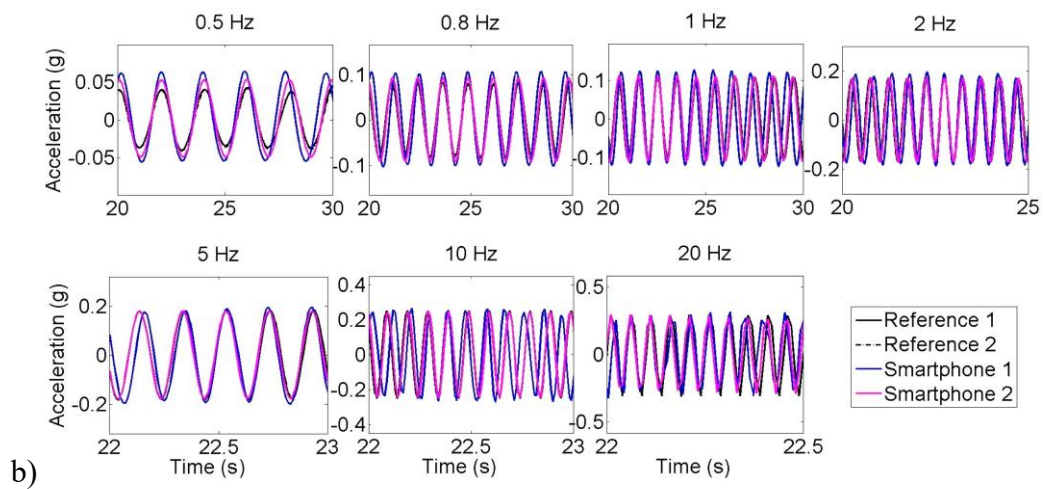 0.5 Hz
0.8 Hz
1 Hz
2 Hz
Acceleration (g)
0.05
0
-0.05
20
25
30
0.1
0
-0.1
20
25
30
0.1
0
-0.1
20
25
30
0.2
0
-0.2
20
25
5 Hz
10 Hz
20 Hz
Acceleration (g)
0.2
0
-0.2
22
22.5
23
Time (s)
0.4
0.2
0
-0.2
-0.4
22
22.5
23
Time (s)
0.5
0
-0.5
22
22.5
Time (s)
Reference 1
Reference 2
Smartphone 1
Smartphone 2
b)